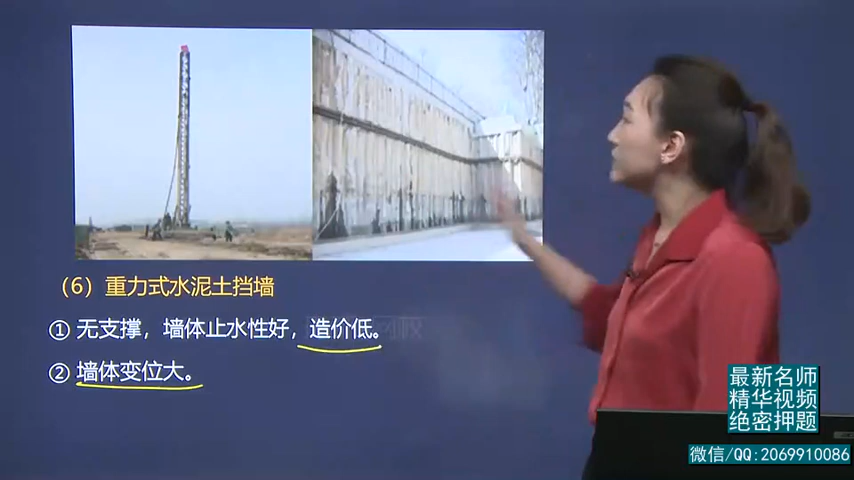 （6）重力式水泥土挡墙
① 无支撑，墙体止水性好，造价低。
② 墙体变位大。
最新名师
精华视频
绝密押题
微信/QQ:2069910086